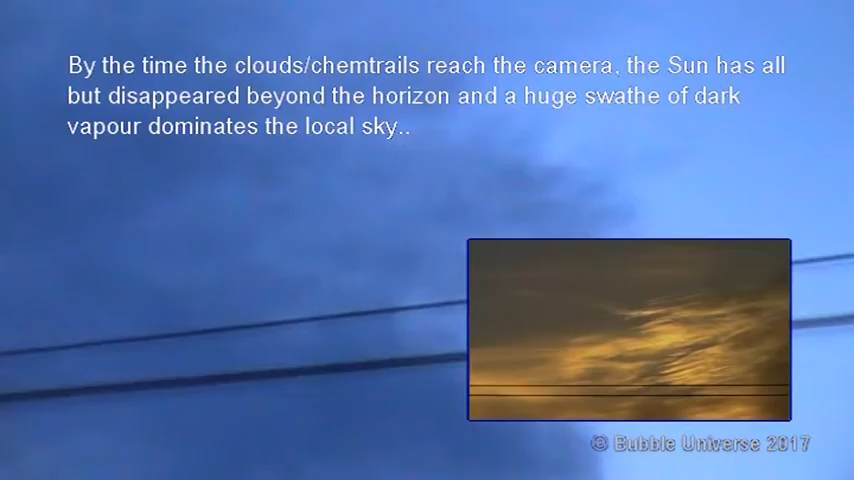 By the time the clouds/chemtrails reach the camera, the Sun has all
but disappeared beyond the horizon and a huge swathe of dark
vapour dominates the local sky..
© Bubble Universe 2017